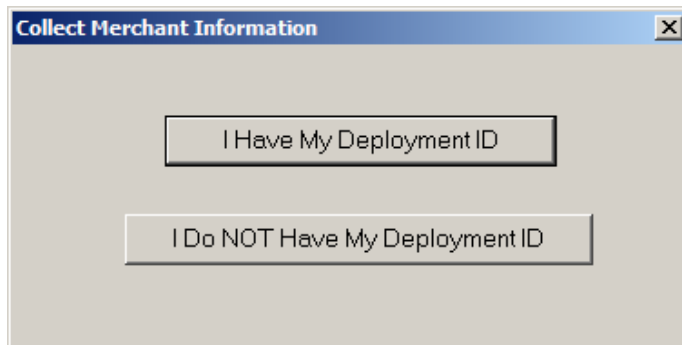 Collect Merchant Information
I Have My Deployment ID
I Do NOT Have My Deployment ID